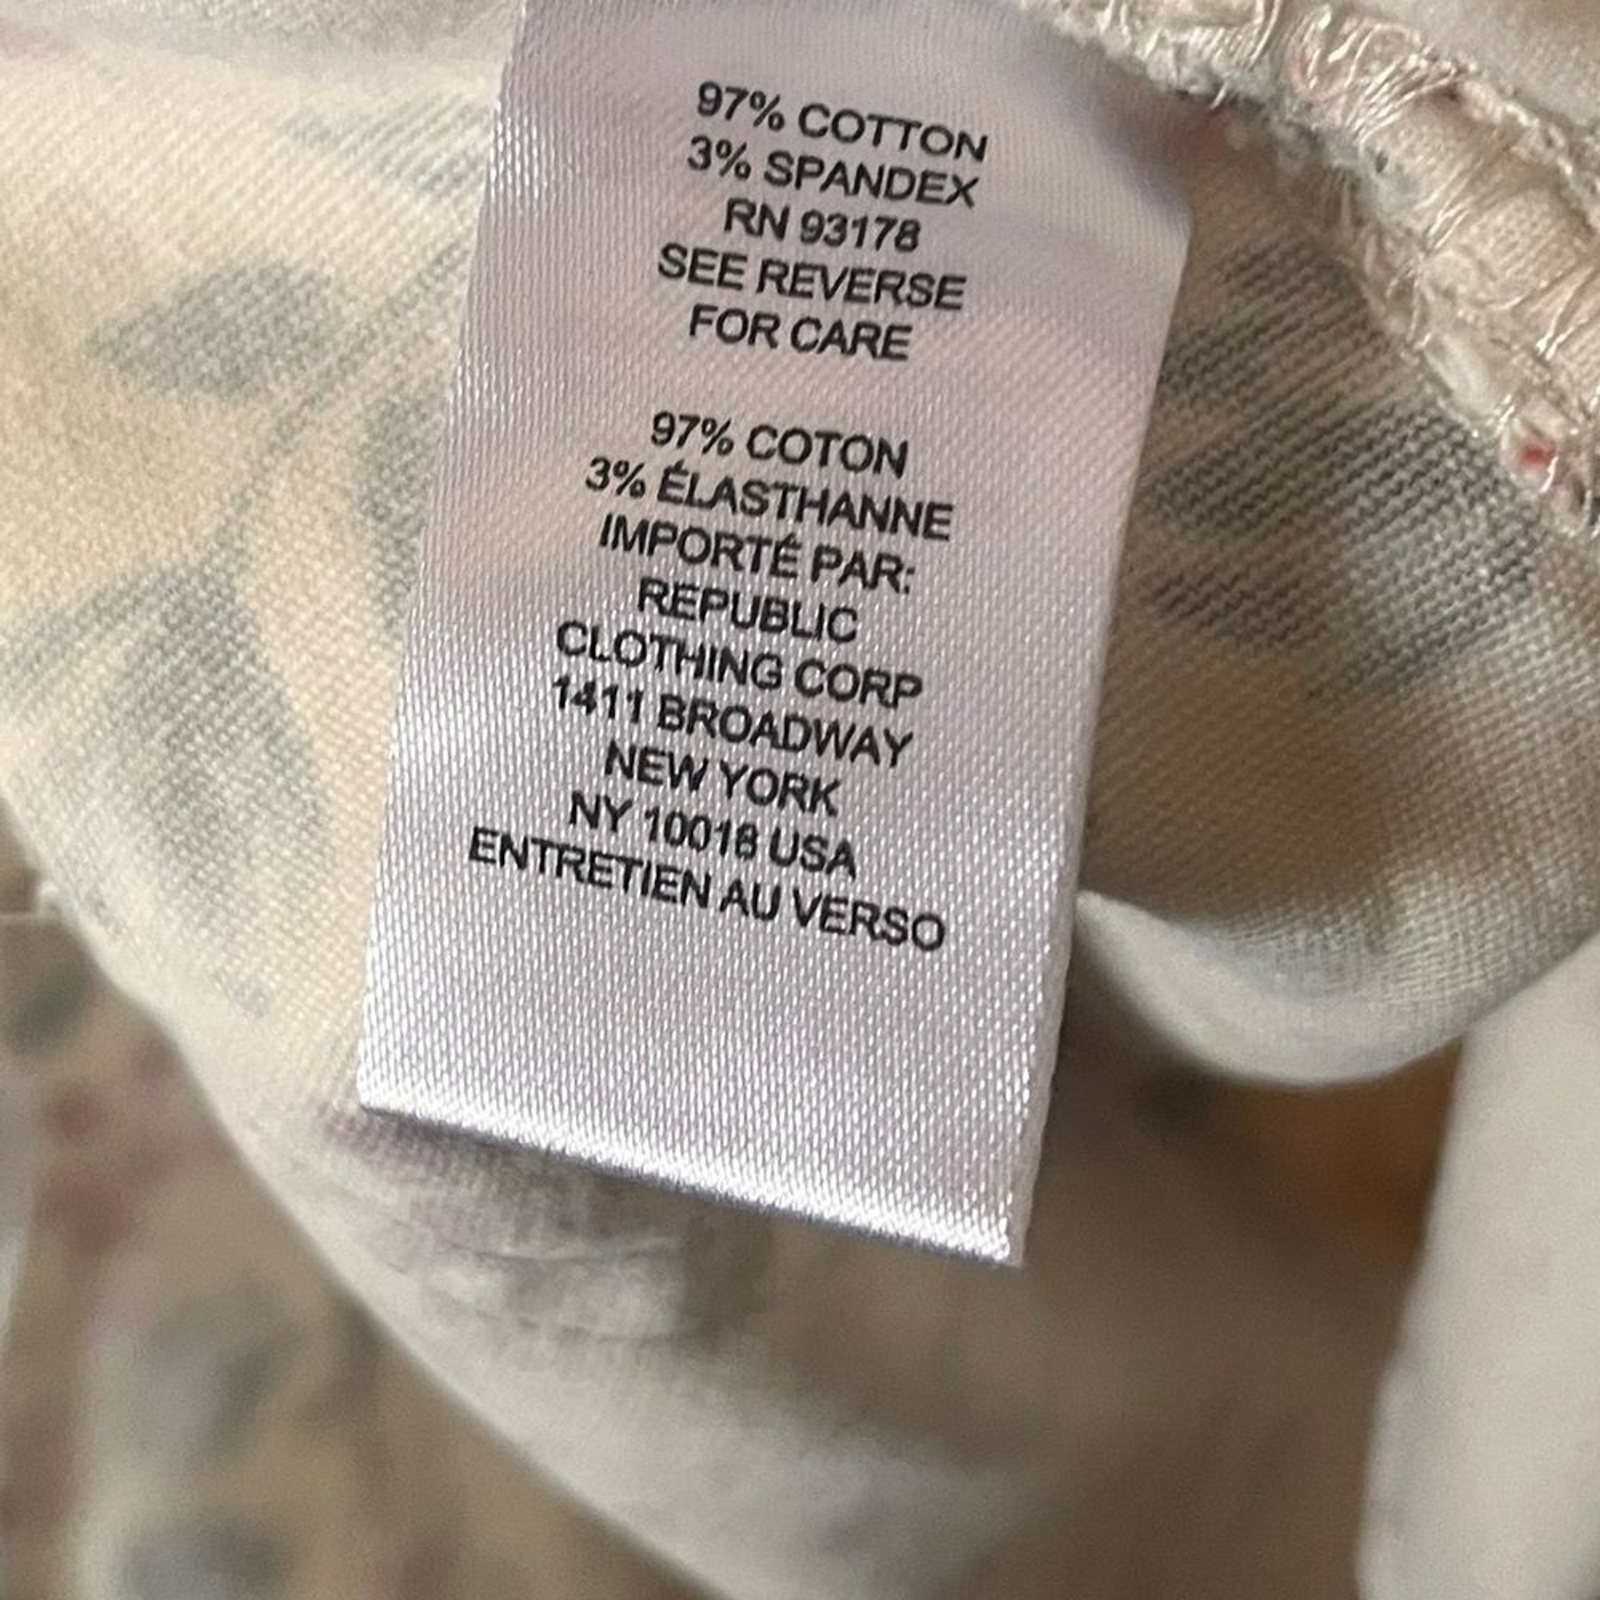 97% COTTON
3% SPANDEX
RN 93178
SEE REVERSE
FOR CARE
97% COTON
3% ÉLASTHANNE
IMPORTÉ PAR:
REPUBLIC
CLOTHING CORP
1411 BROADWAY
NEW YORK
NY 10018 USA
ENTRETIEN AU VERSO